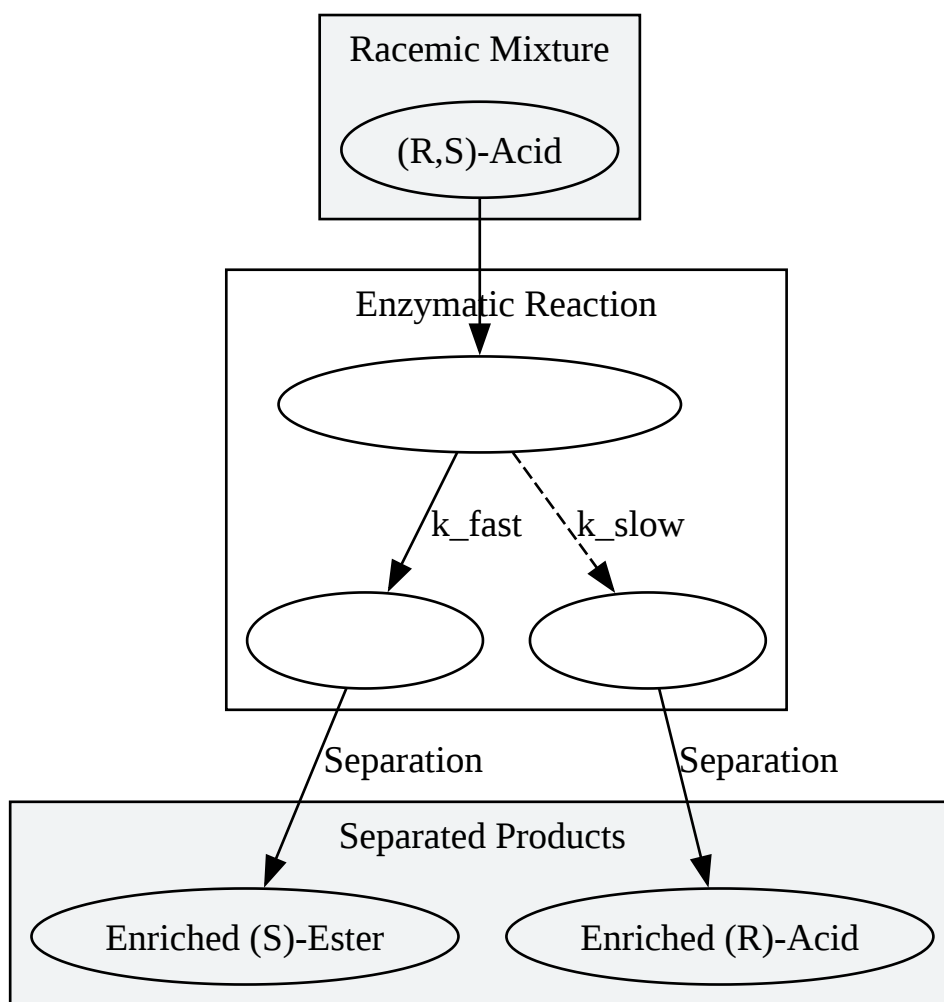 Racemic Mixture
(R,S)-Acid
Enzymatic Reaction
k_fast
k_slow
Separation
Separation
Separated Products
Enriched (S)-Ester
Enriched (R)-Acid